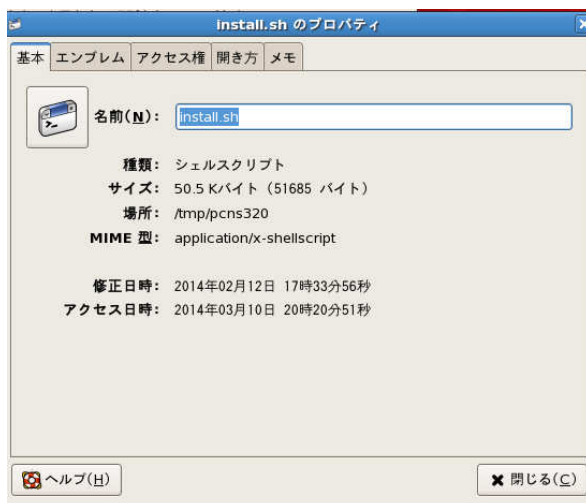 install.sh のプロパティ
基本 エンブレム アクセス権 開き方 メモ
名前(N): install.sh
種類: シェルスクリプト
サイズ: 50.5 Kバイト (51685 バイト)
場所: /tmp/pcns320
MIME 型: application/x-shellscript
修正日時: 2014年02月12日 17時33分56秒
アクセス日時: 2014年03月10日 20時20分51秒
ヘルプ(H) 閉じる(C)